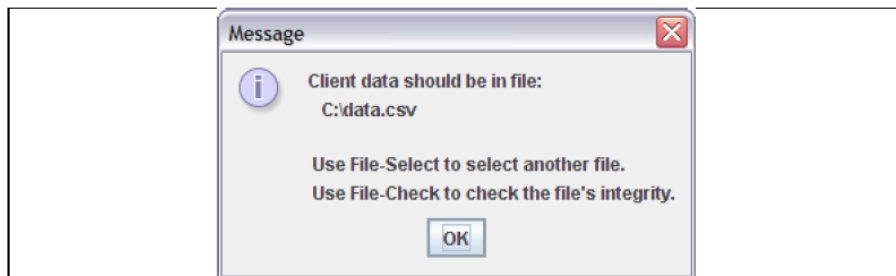 Message
Client data should be in file:
C:\data.csv
Use File-Select to select another file.
Use File-Check to check the file's integrity.
OK